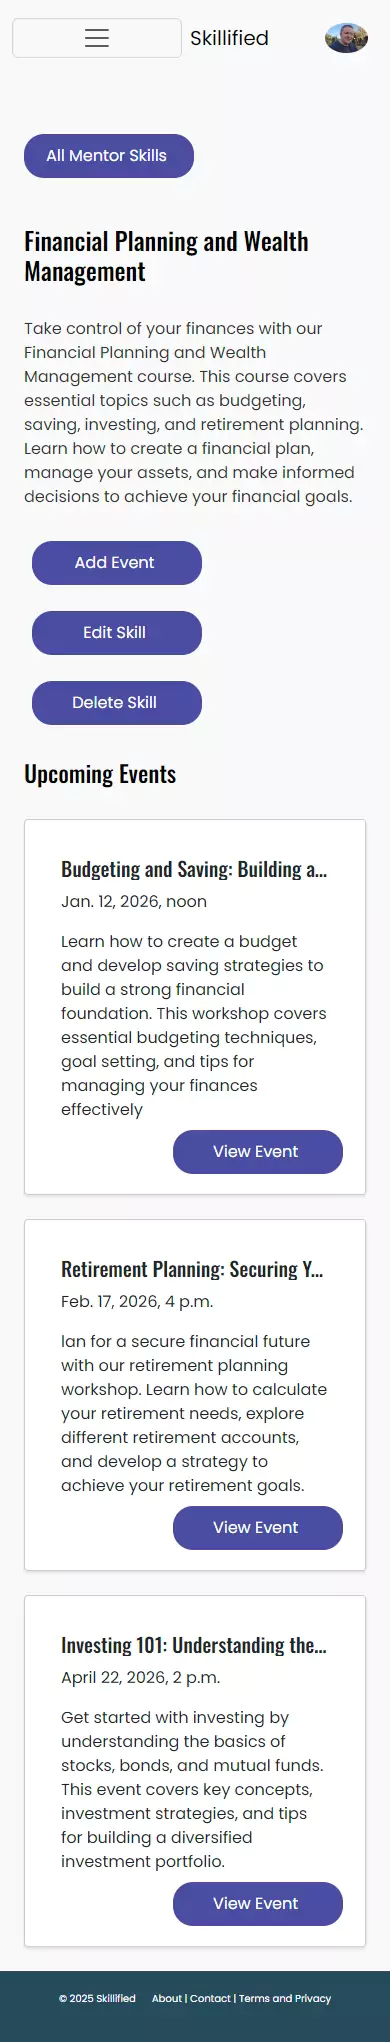 Skillified
All Mentor Skills
Financial Planning and Wealth
Management
Take control of your finances with our
Financial Planning and Wealth
Management course. This course covers
essential topics such as budgeting,
saving, investing, and retirement planning.
Learn how to create a financial plan,
manage your assets, and make informed
decisions to achieve your financial goals.
Add Event
Edit Skill
Delete Skill
Upcoming Events
Budgeting and Saving: Building a...
Jan. 12, 2026, noon
Learn how to create a budget
and develop saving strategies to
build a strong financial
foundation. This workshop covers
essential budgeting techniques,
goal setting, and tips for
managing your finances
effectively
View Event
Retirement Planning: Securing Y...
Feb. 17, 2026, 4 p.m.
lan for a secure financial future
with our retirement planning
workshop. Learn how to calculate
your retirement needs, explore
different retirement accounts,
and develop a strategy to
achieve your retirement goals.
View Event
Investing 101: Understanding the...
April 22, 2026, 2 p.m.
Get started with investing by
understanding the basics of
stocks, bonds, and mutual funds.
This event covers key concepts,
investment strategies, and tips
for building a diversified
investment portfolio.
View Event
© 2025 Skillified About | Contact | Terms and Privacy